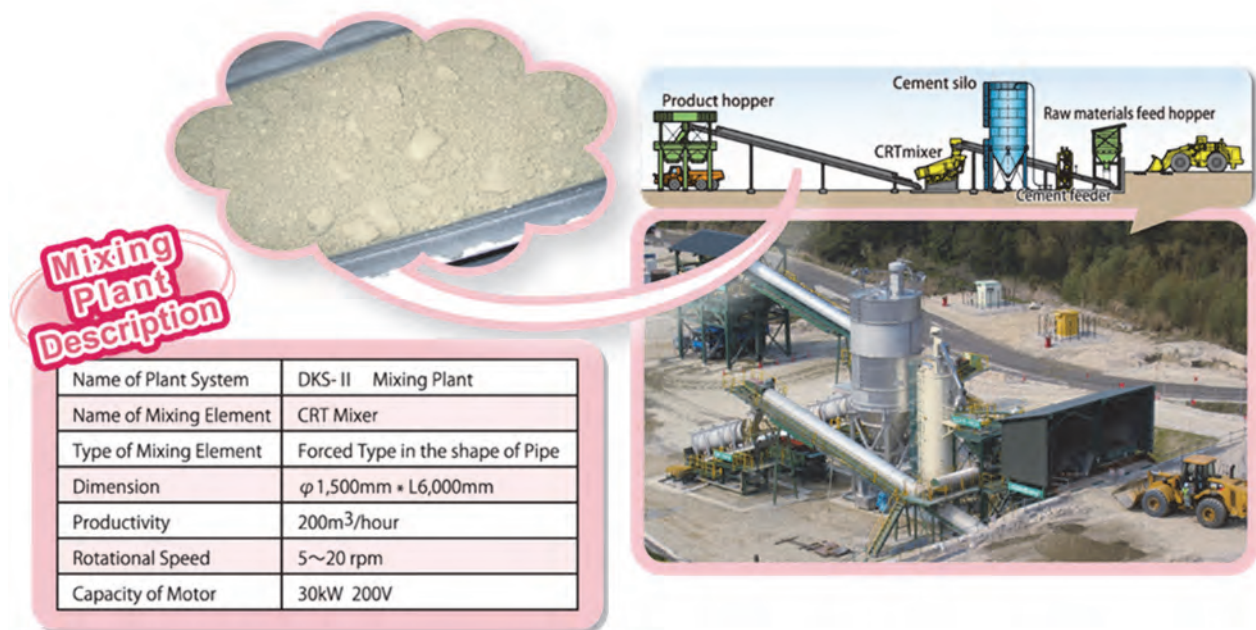 Mixing
Plant
Description
Name of Plant System DKS- II Mixing Plant
Name of Mixing Element CRT Mixer
Type of Mixing Element Forced Type in the shape of Pipe
Dimension φ1,500mm * L6,000mm
Productivity 200m3/hour
Rotational Speed 5~20 rpm
Capacity of Motor 30kW 200V
Product hopper
CRTmixer
Cement silo
Raw materials feed hopper
Cement feeder